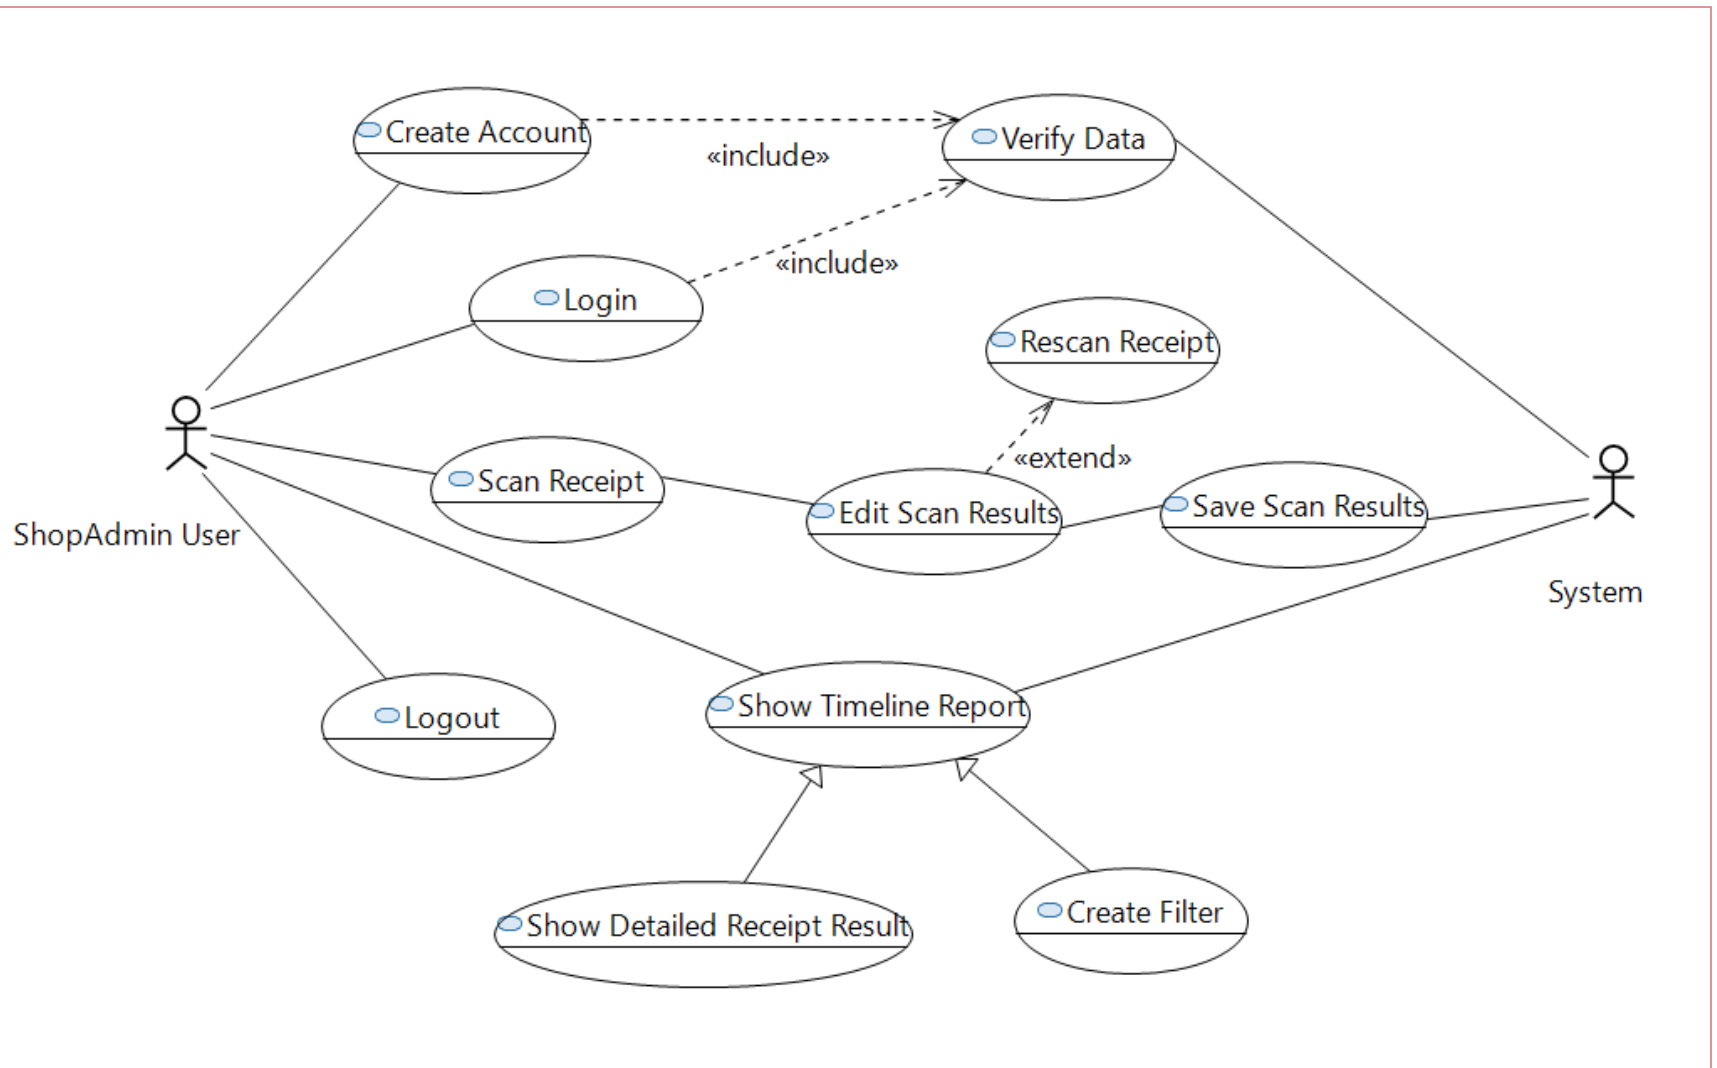 Create Account
Verify Data
«include»
«include»
Login
Rescan Receipt
«extend»
Scan Receipt
Edit Scan Results
Save Scan Results
ShopAdmin User
System
Show Timeline Report
Logout
Show Detailed Receipt Result
Create Filter